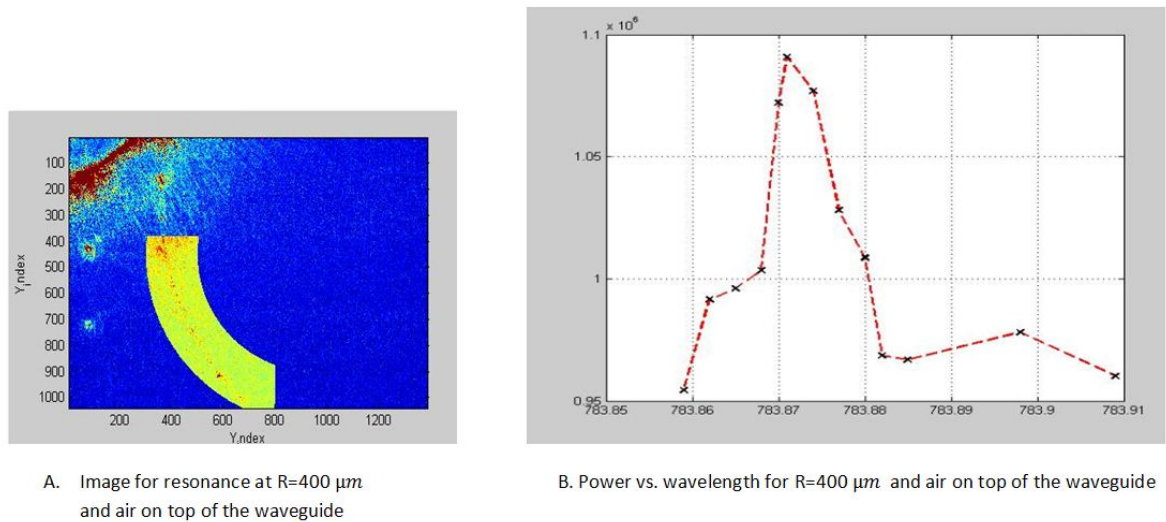 100
200
300
400
500
600
700
800
900
1000
Y_index
200 400 600 800 1000 1200
Y_index
x 10^6
1.1
1.05
1
0.95
783.85 783.86 783.87 783.88 783.89 783.9 783.91
A. Image for resonance at R=400 µm
and air on top of the waveguide
B. Power vs. wavelength for R=400 µm and air on top of the waveguide